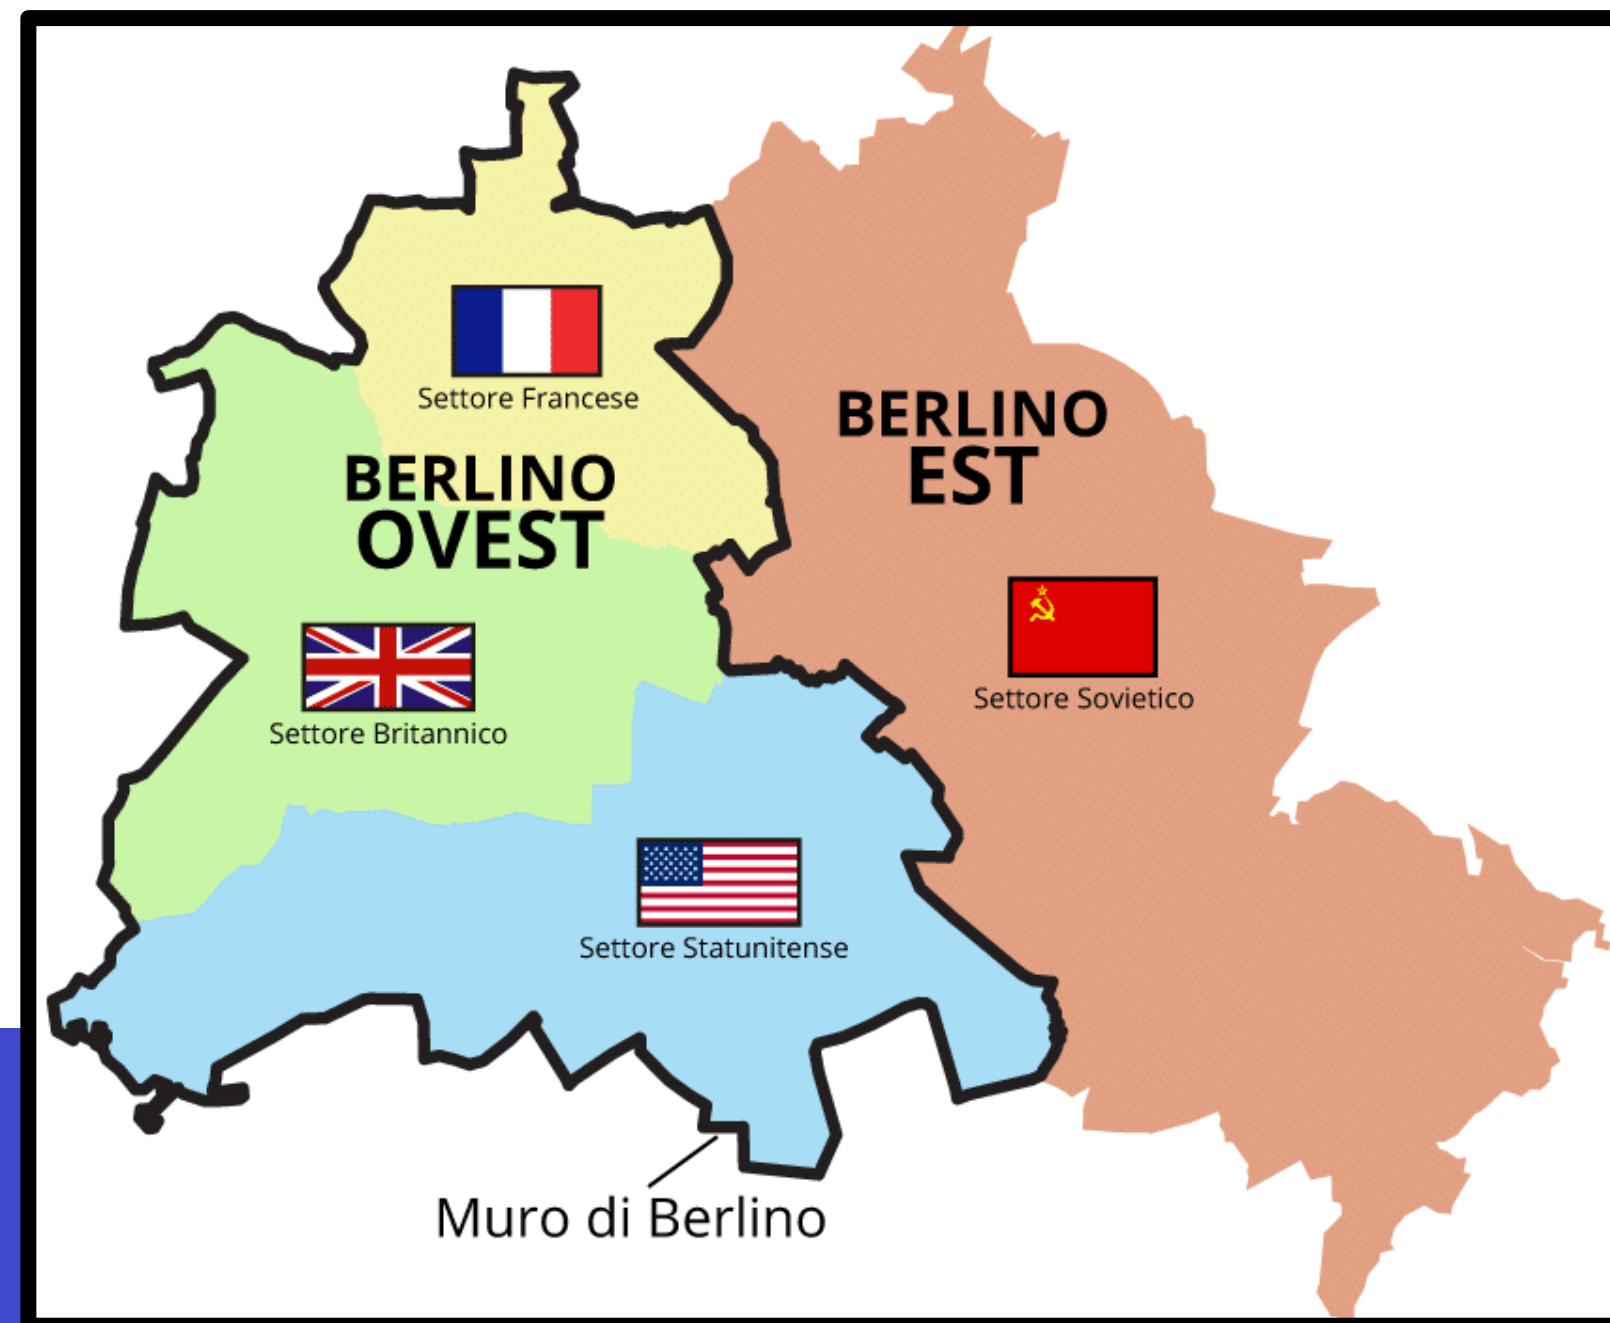 Settore Francese
BERLINO
OVEST
BERLINO
EST
Settore Britannico
Settore Sovietico
Settore Statunitense
Muro di Berlino